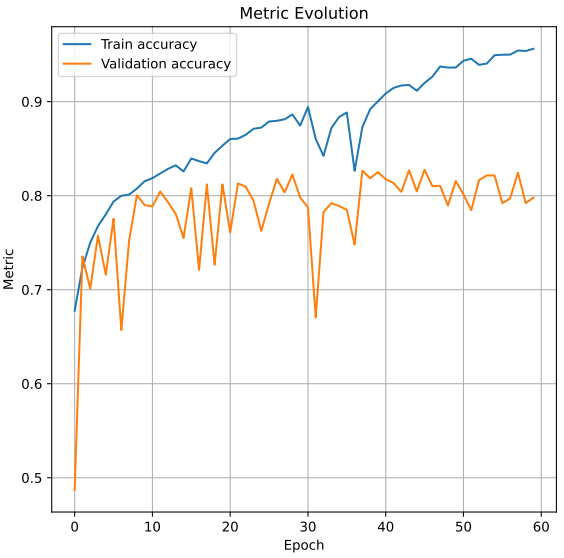 Metric Evolution
Train accuracy
Validation accuracy
0.9
0.8
0.7
0.6
0.5
Metric
0 10 20 30 40 50 60
Epoch